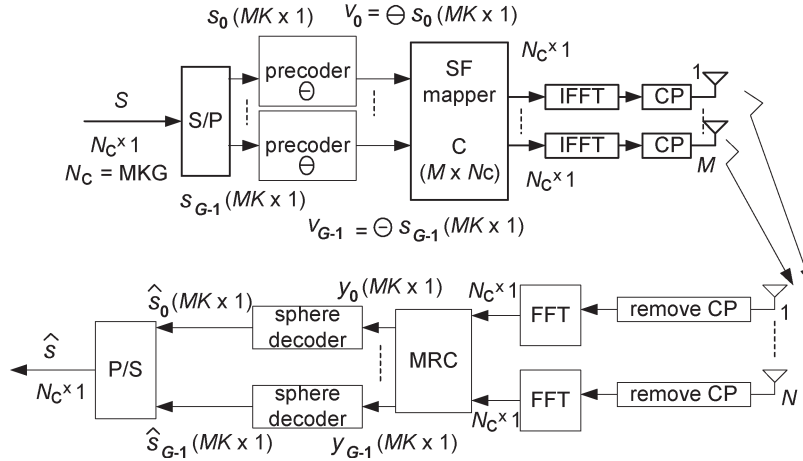 s0 (MK x 1)
v0 = Θ s0 (MK x 1)
NC x 1
S
NC x 1
NC = MKG
S/P
precoder
Θ
precoder
Θ
sG-1 (MK x 1)
SF
mapper
C
(M x Nc)
IFFT
CP
1
IFFT
CP
M
NC x 1
vG-1 = Θ sG-1 (MK x 1)
ŝ0 (MK x 1)
y0 (MK x 1)
NC x 1
ŝ
NC x 1
P/S
sphere
decoder
sphere
decoder
MRC
FFT
remove CP
1
FFT
remove CP
N
NC x 1
ŝG-1 (MK x 1)
yG-1 (MK x 1)